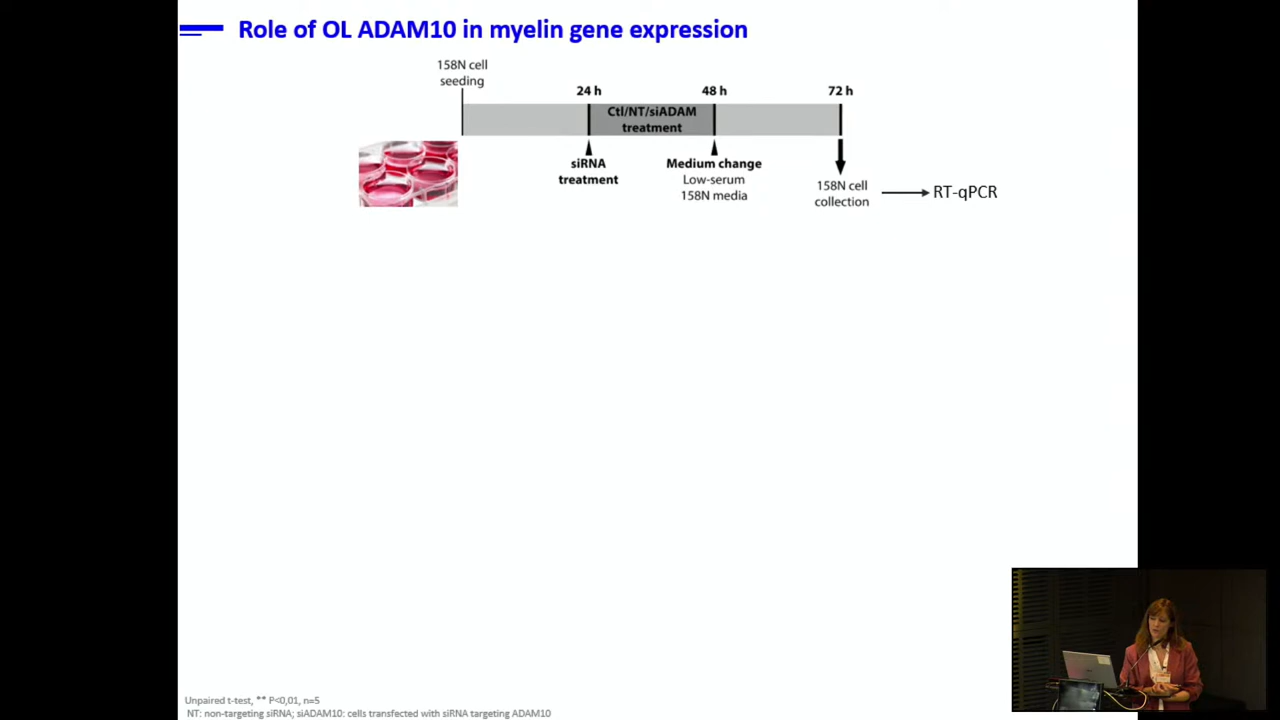 Role of OL ADAM10 in myelin gene expression
158N cell
seeding
24 h
48 h
72 h
Ctl/NT/siADAM
treatment
siRNA
treatment
Medium change
Low-serum
158N media
158N cell
collection
RT-qPCR
Unpaired t-test, ** P<0,01, n=5
NT: non-targeting siRNA; siADAM10: cells transfected with siRNA targeting ADAM10